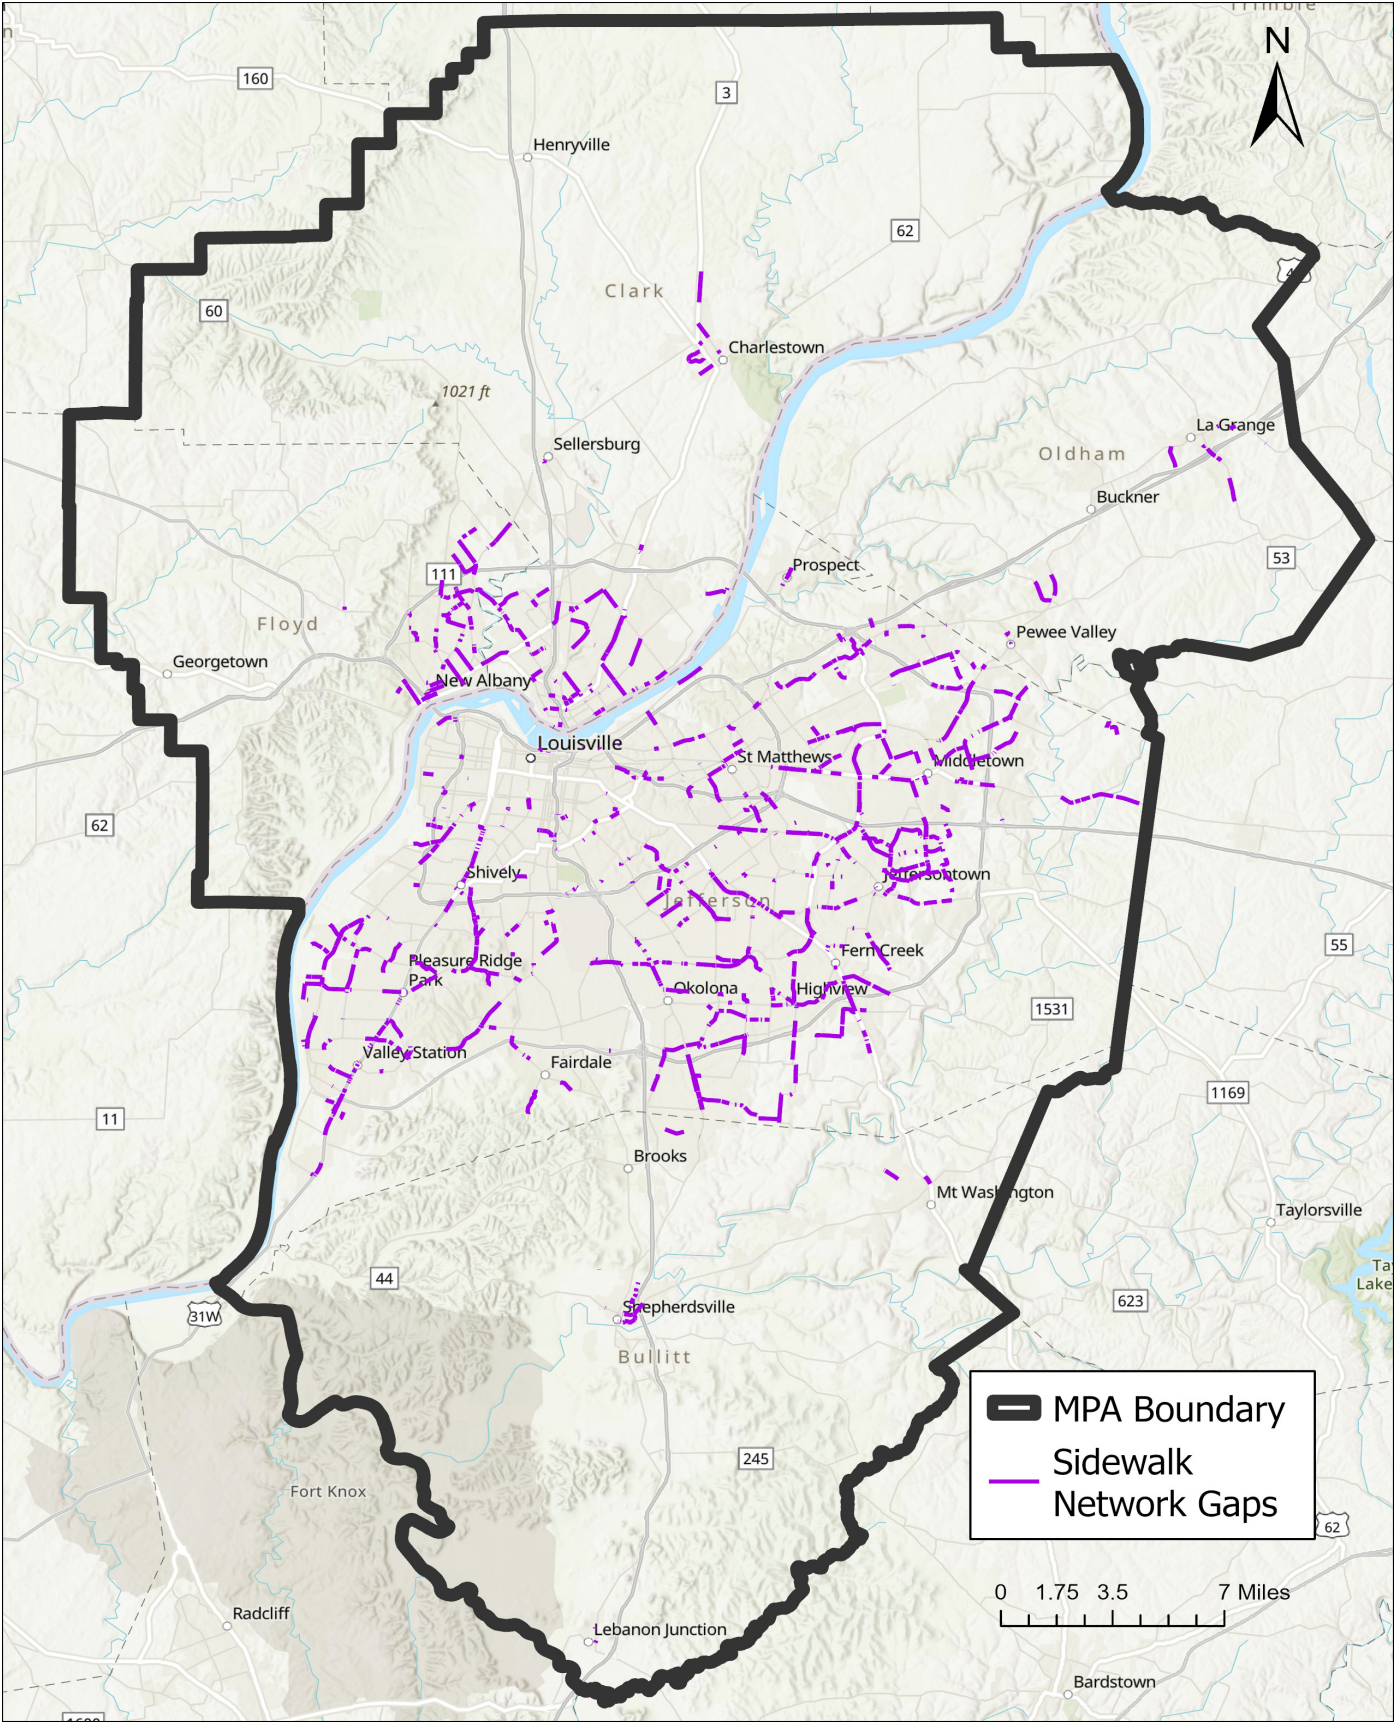 Trimble
N
160
3
Henryville
62
Clark
60
Charlestown
1021 ft
La Grange
Sellersburg
Oldham
Buckner
111
Prospect
53
Floyd
Pewee Valley
Georgetown
New Albany
Louisville
St Matthews
Middletown
62
Shively
Jeffersontown
Jefferson
55
Fern Creek
Pleasure Ridge
Park
Okolona
Highview
1531
Valley Station
Fairdale
1169
11
Brooks
Mt Washington
Taylorsville
44
Lake
623
31W
Shepherdsville
Bullitt
MPA Boundary
245
Sidewalk
Network Gaps
Fort Knox
62
0 1.75 3.5 7 Miles
Radcliff
Lebanon Junction
Bardstown